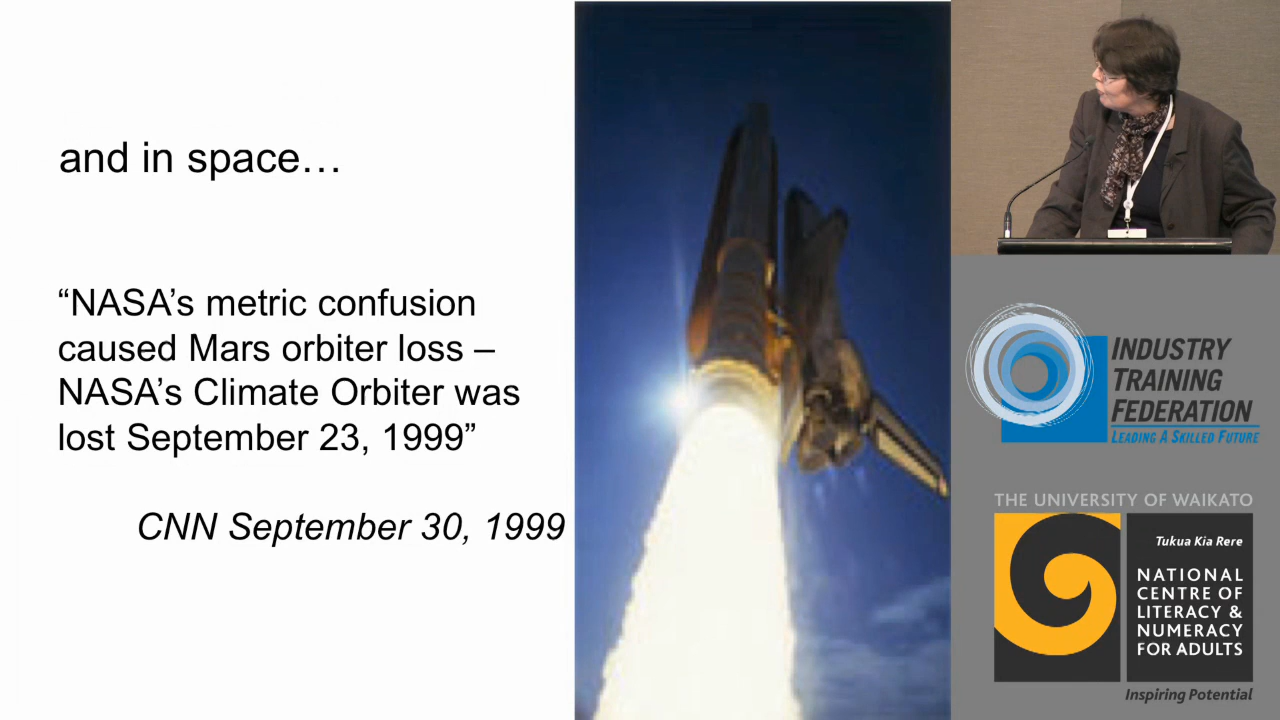 and in space…
“NASA’s metric confusion
caused Mars orbiter loss –
NASA’s Climate Orbiter was
lost September 23, 1999”
CNN September 30, 1999
INDUSTRY
TRAINING
FEDERATION
LEADING A SKILLED FUTURE
THE UNIVERSITY OF WAIKATO
Tukua Kia Rere
NATIONAL
CENTRE OF
LITERACY &
NUMERACY
FOR ADULTS
Inspiring Potential